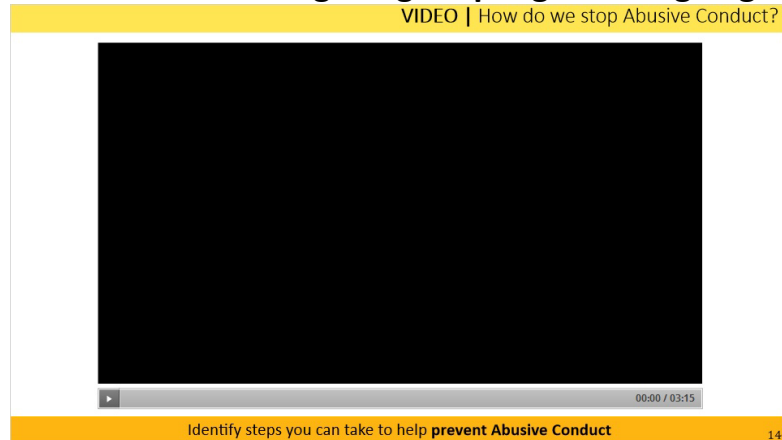 VIDEO | How do we stop Abusive Conduct?
00:00 / 03:15
Identify steps you can take to help prevent Abusive Conduct
14